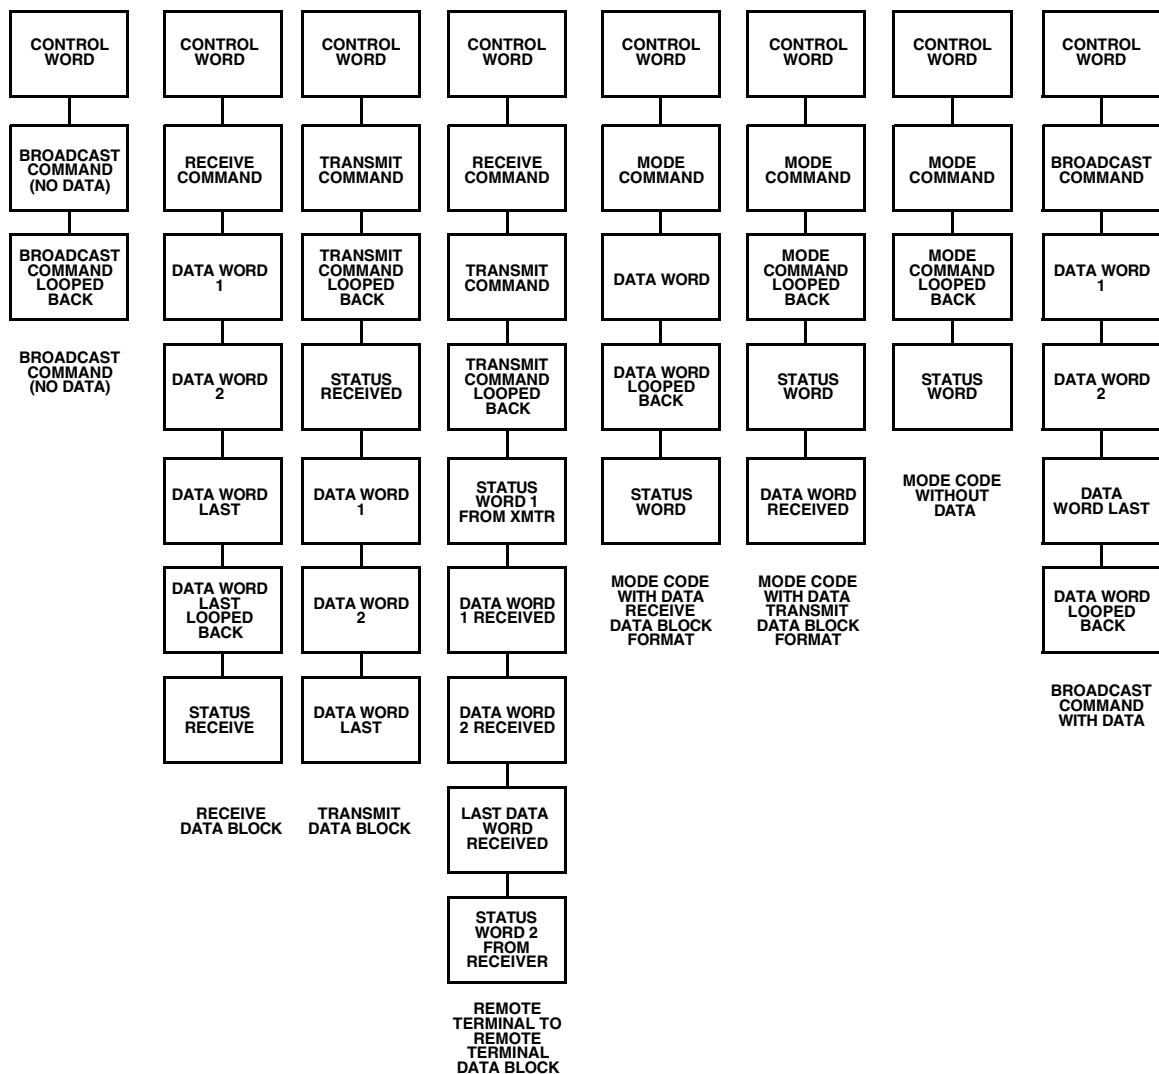 CONTROL
WORD
BROADCAST
COMMAND
(NO DATA)
BROADCAST
COMMAND
LOOPED
BACK
BROADCAST
COMMAND
(NO DATA)
CONTROL
WORD
RECEIVE
COMMAND
DATA WORD
1
DATA WORD
2
DATA WORD
LAST
DATA WORD
LAST
LOOPED
BACK
STATUS
RECEIVE
RECEIVE
DATA BLOCK
CONTROL
WORD
TRANSMIT
COMMAND
TRANSMIT
COMMAND
LOOPED
BACK
STATUS
RECEIVED
DATA WORD
1
DATA WORD
2
DATA WORD
LAST
TRANSMIT
DATA BLOCK
CONTROL
WORD
RECEIVE
COMMAND
TRANSMIT
COMMAND
TRANSMIT
COMMAND
LOOPED
BACK
STATUS
WORD 1
FROM XMTR
DATA WORD
1 RECEIVED
DATA WORD
2 RECEIVED
LAST DATA
WORD
RECEIVED
STATUS
WORD 2
FROM
RECEIVER
REMOTE
TERMINAL TO
REMOTE
TERMINAL
DATA BLOCK
CONTROL
WORD
MODE
COMMAND
DATA WORD
DATA WORD
LOOPED
BACK
STATUS
WORD
MODE CODE
WITH DATA
RECEIVE
DATA BLOCK
FORMAT
CONTROL
WORD
MODE
COMMAND
MODE
COMMAND
LOOPED
BACK
STATUS
WORD
DATA WORD
RECEIVED
MODE CODE
WITH DATA
TRANSMIT
DATA BLOCK
FORMAT
CONTROL
WORD
MODE
COMMAND
MODE
COMMAND
LOOPED
BACK
STATUS
WORD
MODE CODE
WITHOUT
DATA
CONTROL
WORD
BROADCAST
COMMAND
DATA WORD
1
DATA WORD
2
DATA
WORD LAST
DATA WORD
LOOPED
BACK
BROADCAST
COMMAND
WITH DATA